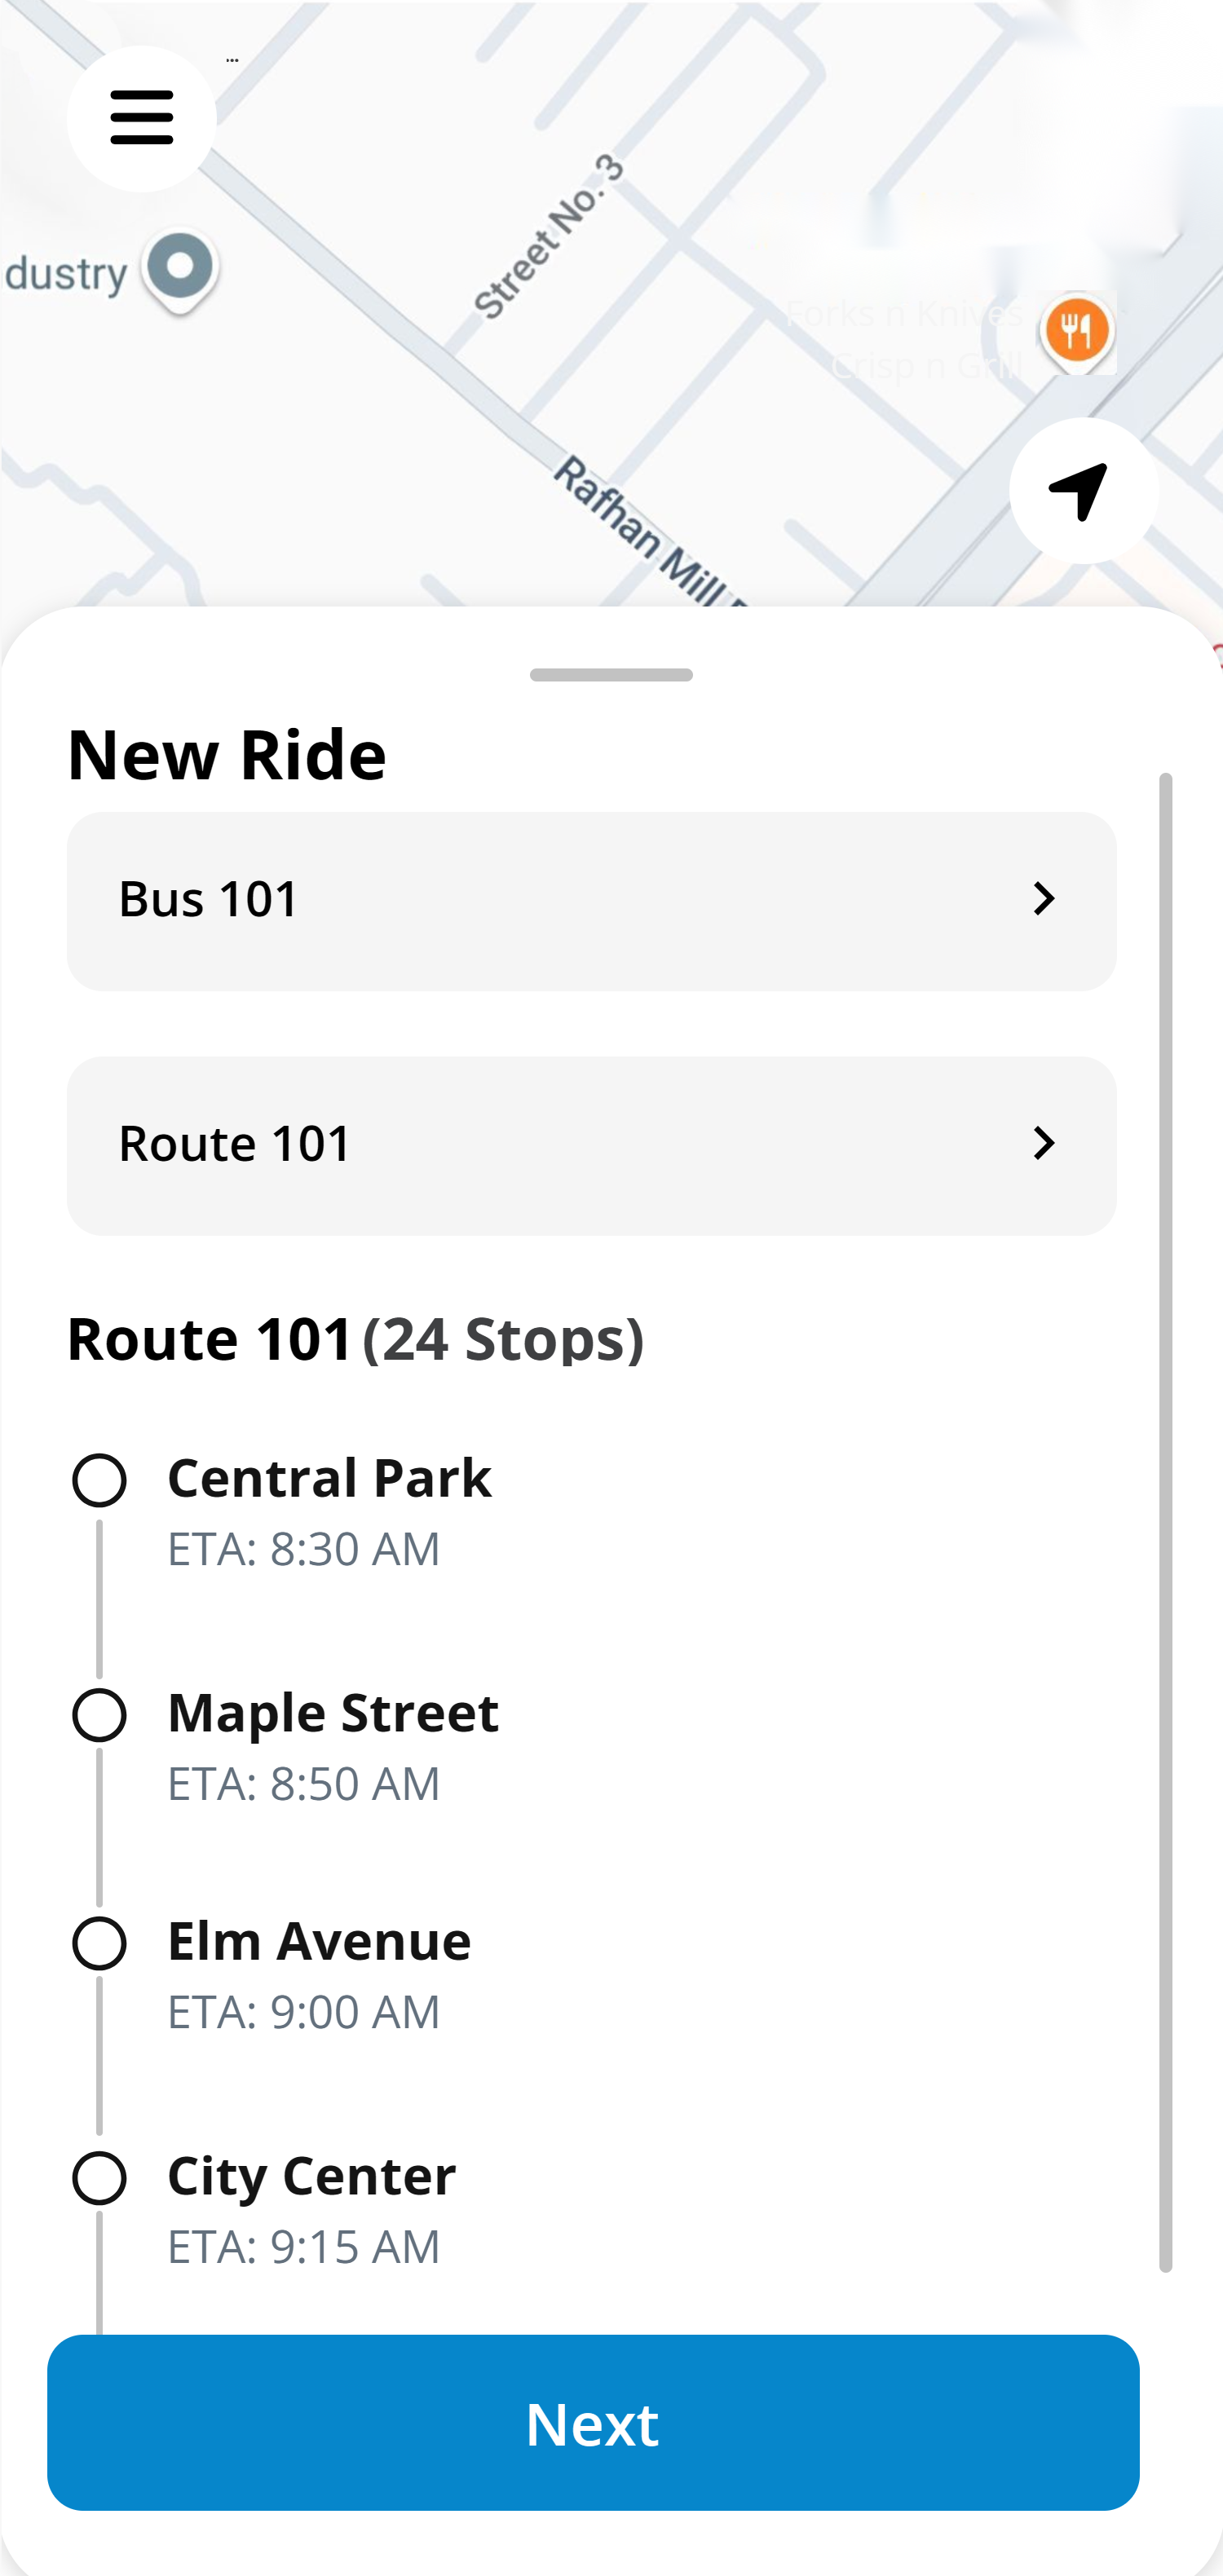 ...
Street No. 3
dustry
Forks n Knives
Crisp n Grill
Rafhan Mill
New Ride
Bus 101
Route 101
Route 101 (24 Stops)
Central Park
ETA: 8:30 AM
Maple Street
ETA: 8:50 AM
Elm Avenue
ETA: 9:00 AM
City Center
ETA: 9:15 AM
Next